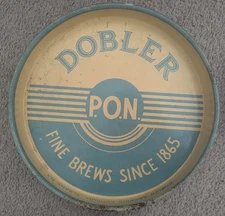 DOBLER
P.O.N.
FINE BREWS SINCE 1865